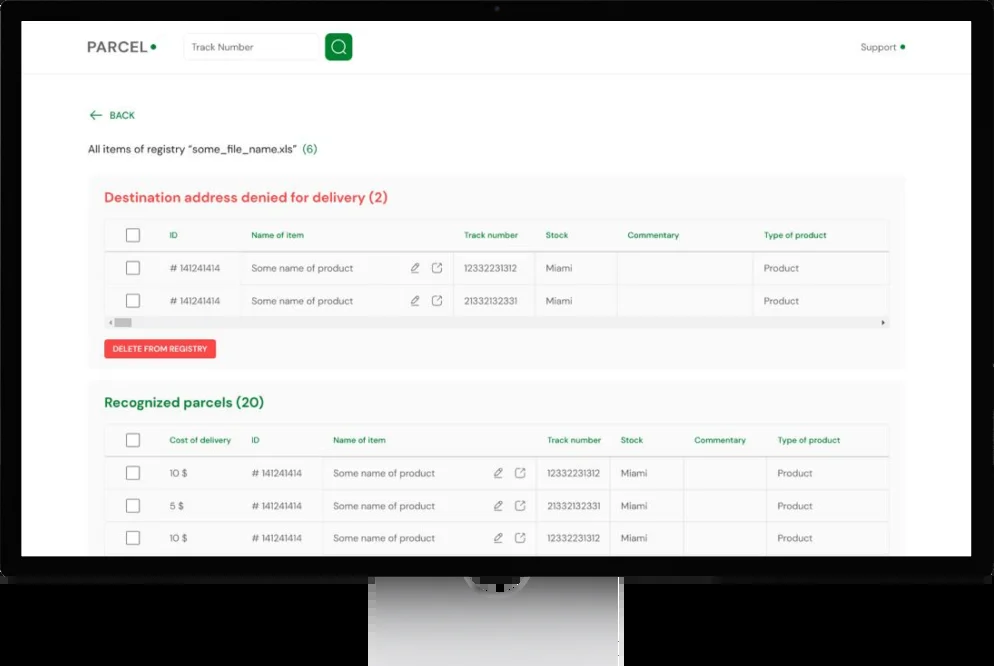 PARCEL
Track Number
Support
BACK
All items of registry “some_file_name.xls” (6)
Destination address denied for delivery (2)
ID Name of item Track number Stock Commentary Type of product
# 141241414 Some name of product 12332231312 Miami Product
# 141241414 Some name of product 21332132331 Miami Product
DELETE FROM REGISTRY
Recognized parcels (20)
Cost of delivery ID Name of item Track number Stock Commentary Type of product
10 $ # 141241414 Some name of product 12332231312 Miami Product
5 $ # 141241414 Some name of product 21332132331 Miami Product
10 $ # 141241414 Some name of product 12332231312 Miami Product